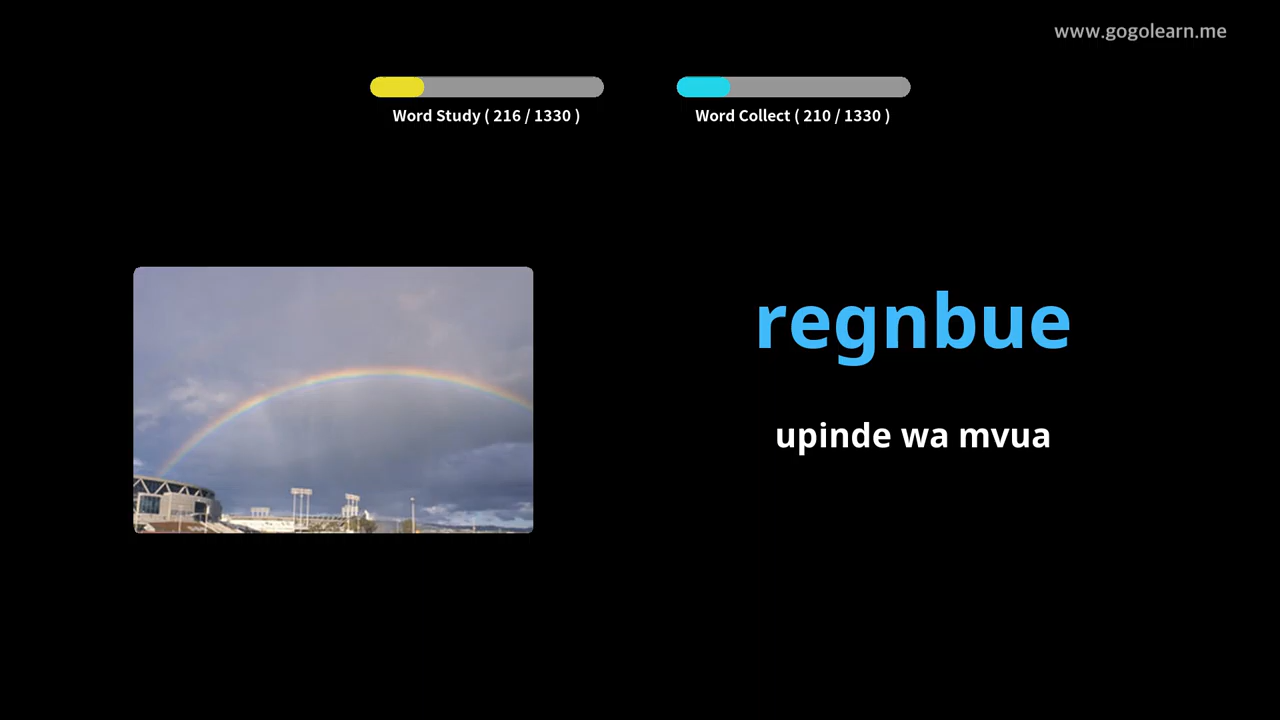 www.gogolearn.me
Word Study ( 216 / 1330 )
Word Collect ( 210 / 1330 )
regnbue
upinde wa mvua